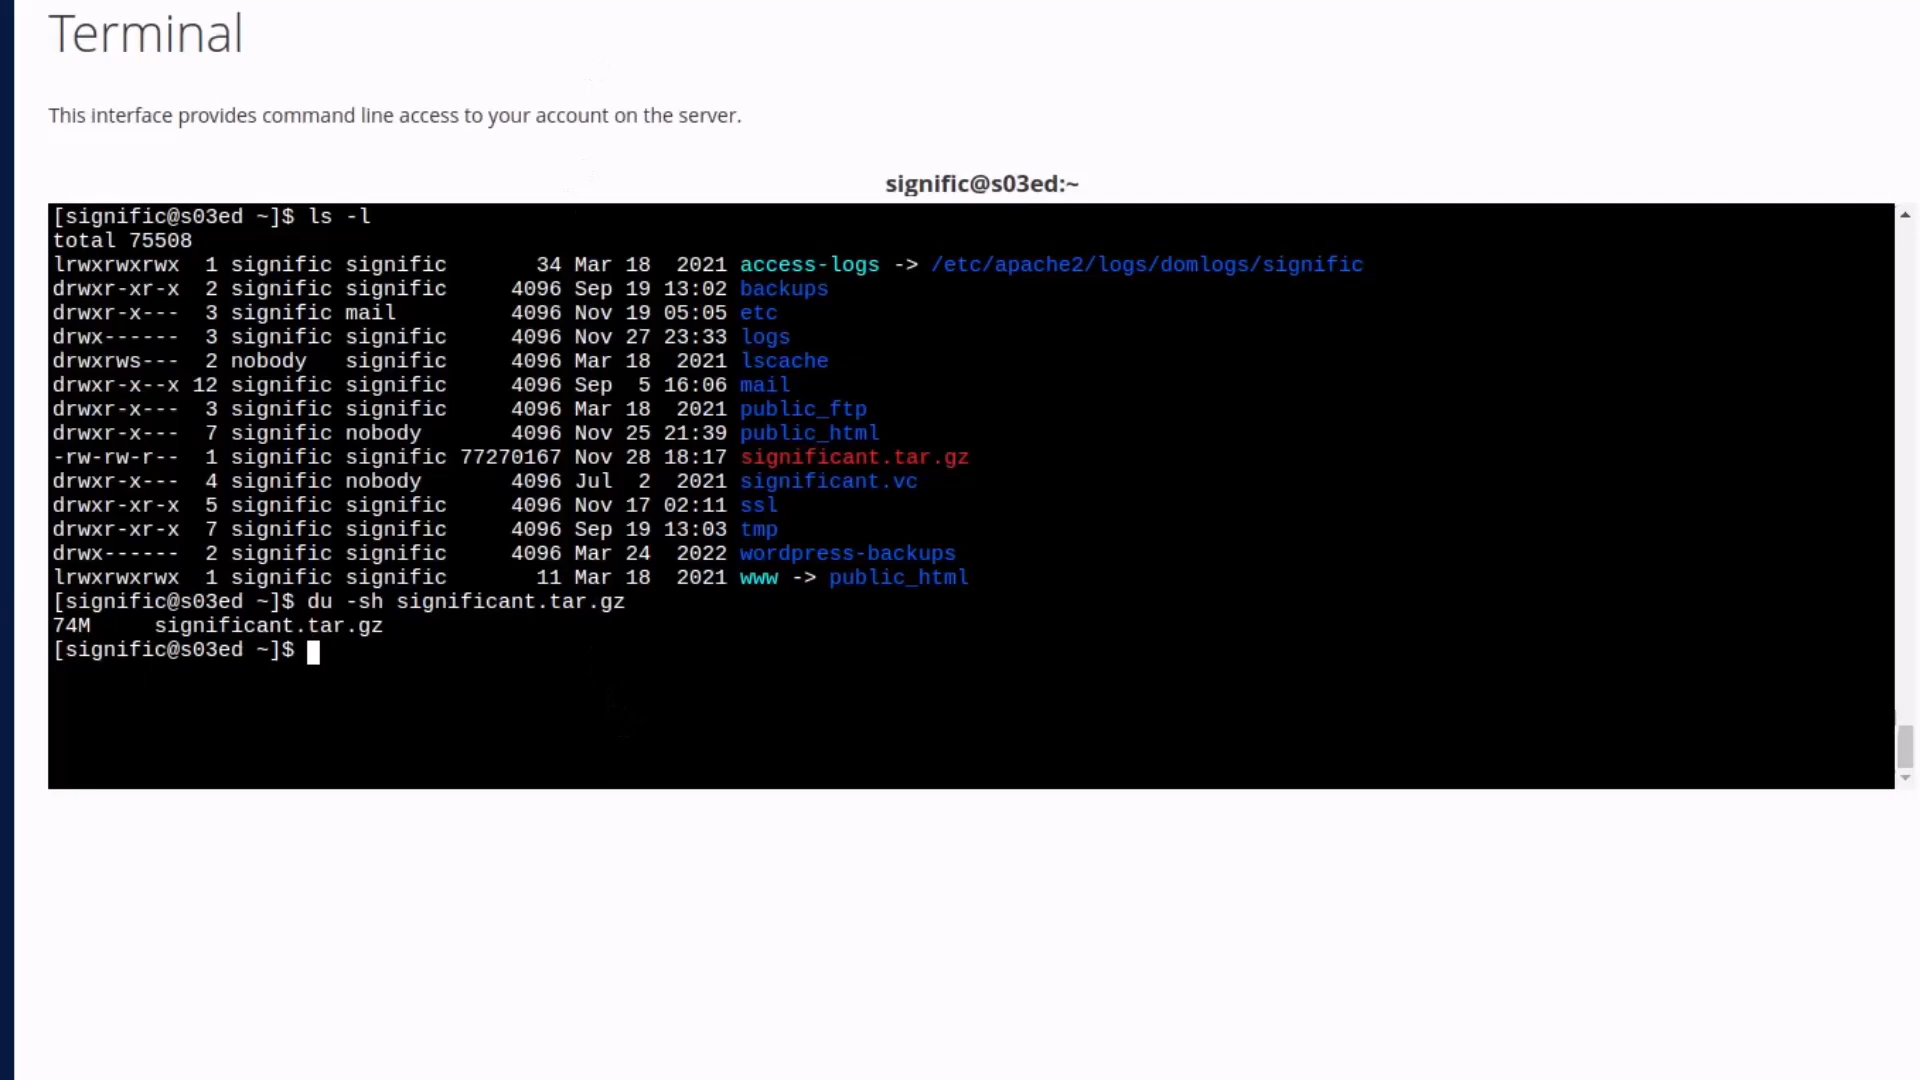 Terminal
This interface provides command line access to your account on the server.
signific@s03ed:~
[signific@s03ed ~]$ ls -l
total 75508
lrwxrwxrwx  1 signific signific       34 Mar 18  2021 access-logs -> /etc/apache2/logs/domlogs/signific
drwxr-xr-x  2 signific signific     4096 Sep 19 13:02 backups
drwxr-x---  3 signific mail         4096 Nov 19 05:05 etc
drwx------  3 signific signific     4096 Nov 27 23:33 logs
drwxrws---  2 nobody   signific     4096 Mar 18  2021 lscache
drwxr-x--x 12 signific signific     4096 Sep  5 16:06 mail
drwxr-x---  3 signific signific     4096 Mar 18  2021 public_ftp
drwxr-x---  7 signific nobody       4096 Nov 25 21:39 public_html
-rw-rw-r--  1 signific signific 77270167 Nov 28 18:17 significant.tar.gz
drwxr-x---  4 signific nobody       4096 Jul  2  2021 significant.vc
drwxr-xr-x  5 signific signific     4096 Nov 17 02:11 ssl
drwxr-xr-x  7 signific signific     4096 Sep 19 13:03 tmp
drwx------  2 signific signific     4096 Mar 24  2022 wordpress-backups
lrwxrwxrwx  1 signific signific       11 Mar 18  2021 www -> public_html
[signific@s03ed ~]$ du -sh significant.tar.gz
74M     significant.tar.gz
[signific@s03ed ~]$